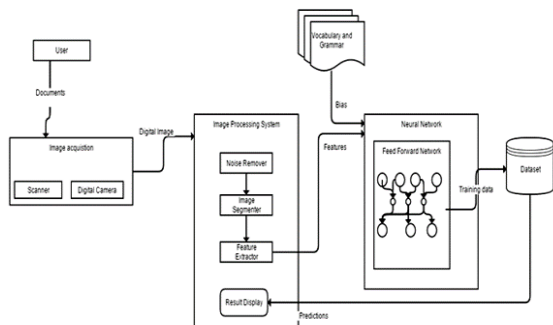 User
Documents
Image acquistion
Scanner
Digital Camera
Digital Image
Image Processing System
Noise Remover
Image
Segmenter
Feature
Extractor
Result Display
Vocabulary and
Grammar
Bias
Features
Neural Network
Feed Forward Network
Training data
Dataset
Predictions